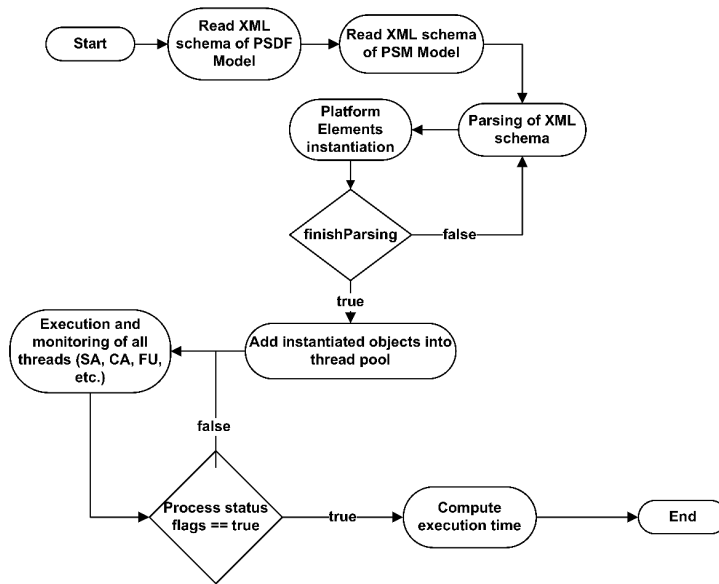 Start
Read XML
schema of PSDF
Model
Read XML schema
of PSM Model
Platform
Elements
instantiation
Parsing of XML
schema
finishParsing
false
true
Execution and
monitoring of all
threads (SA, CA, FU,
etc.)
Add instantiated objects into
thread pool
false
Process status
flags == true
true
Compute
execution time
End